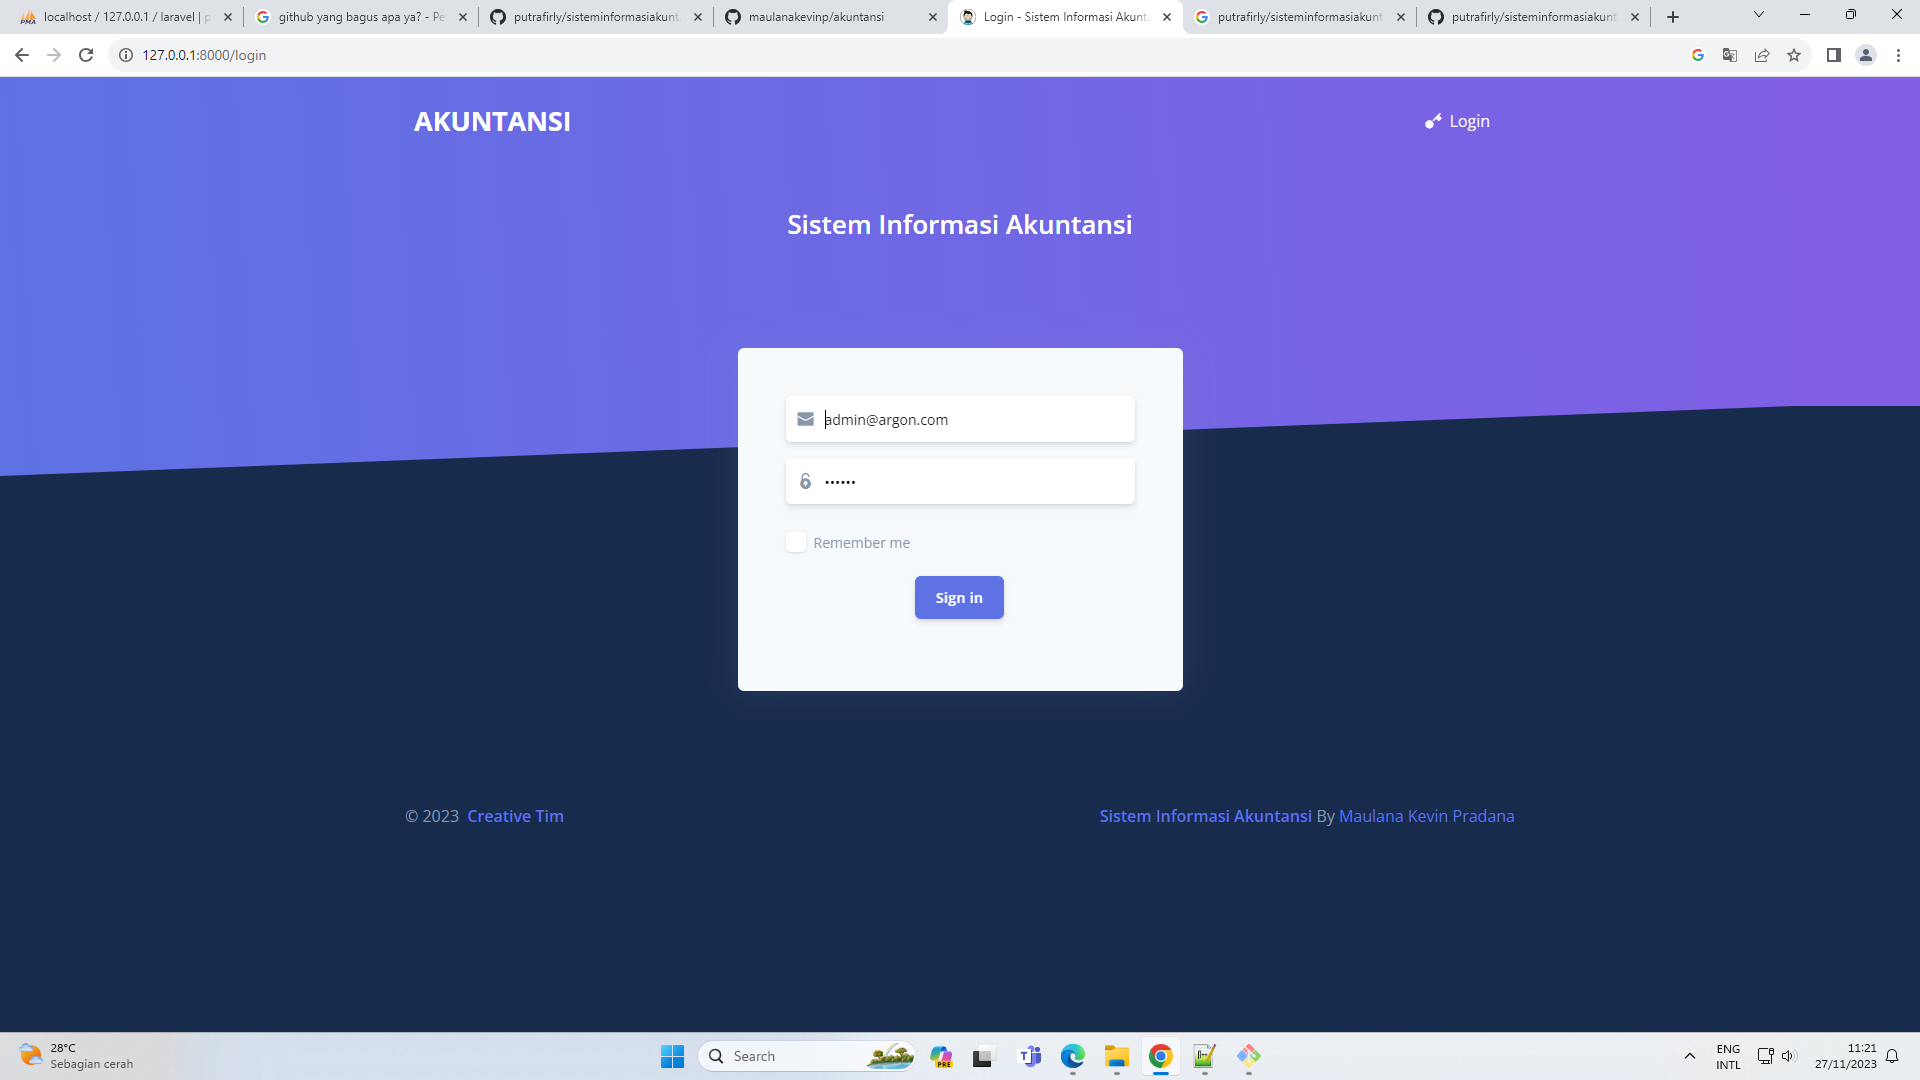 localhost / 127.0.0.1 / laravel | p
github yang bagus apa ya? - Pe
putrafirly/sisteminformasiakunt
maulanakevinp/akuntansi
Login - Sistem Informasi Akunta
putrafirly/sisteminformasiakunt
putrafirly/sisteminformasiakunt
127.0.0.1:8000/login
AKUNTANSI
Login
Sistem Informasi Akuntansi
admin@argon.com
••••••
Remember me
Sign in
© 2023 Creative Tim
Sistem Informasi Akuntansi By Maulana Kevin Pradana
28°C
Sebagian cerah
Search
PRE
ENG
INTL
11:21
27/11/2023